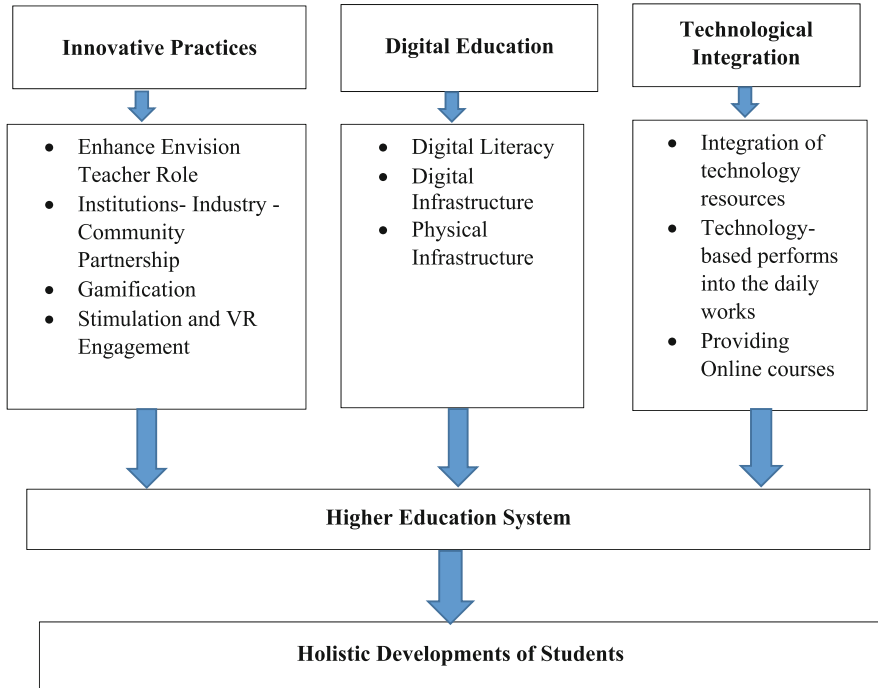 Innovative Practices
Digital Education
Technological
Integration
• Enhance Envision
Teacher Role
• Institutions- Industry -
Community
Partnership
• Gamification
• Stimulation and VR
Engagement
• Digital Literacy
• Digital
Infrastructure
• Physical
Infrastructure
• Integration of
technology
resources
• Technology-
based performs
into the daily
works
• Providing
Online courses
Higher Education System
Holistic Developments of Students